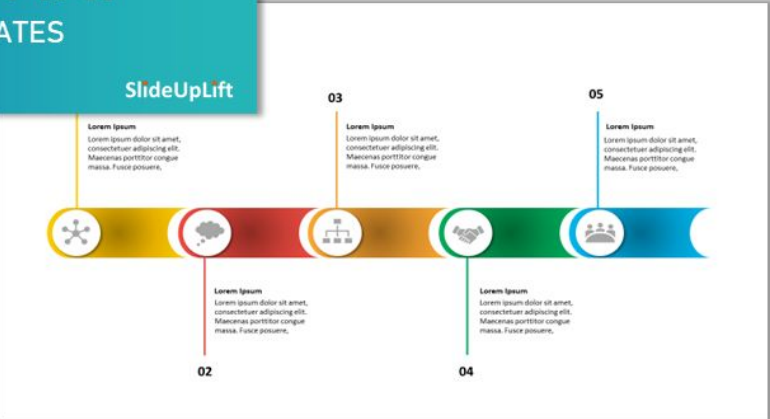 ATES
SlideUpLift
03
05
Lorem Ipsum
Lorem ipsum dolor sit amet,
consectetuer adipiscing elit.
Maecenas porttitor congue
massa. Fusce posuere,
Lorem Ipsum
Lorem ipsum dolor sit amet,
consectetuer adipiscing elit.
Maecenas porttitor congue
massa. Fusce posuere,
Lorem Ipsum
Lorem ipsum dolor sit amet,
consectetuer adipiscing elit.
Maecenas porttitor congue
massa. Fusce posuere,
Lorem Ipsum
Lorem ipsum dolor sit amet,
consectetuer adipiscing elit.
Maecenas porttitor congue
massa. Fusce posuere,
Lorem Ipsum
Lorem ipsum dolor sit amet,
consectetuer adipiscing elit.
Maecenas porttitor congue
massa. Fusce posuere,
02
04